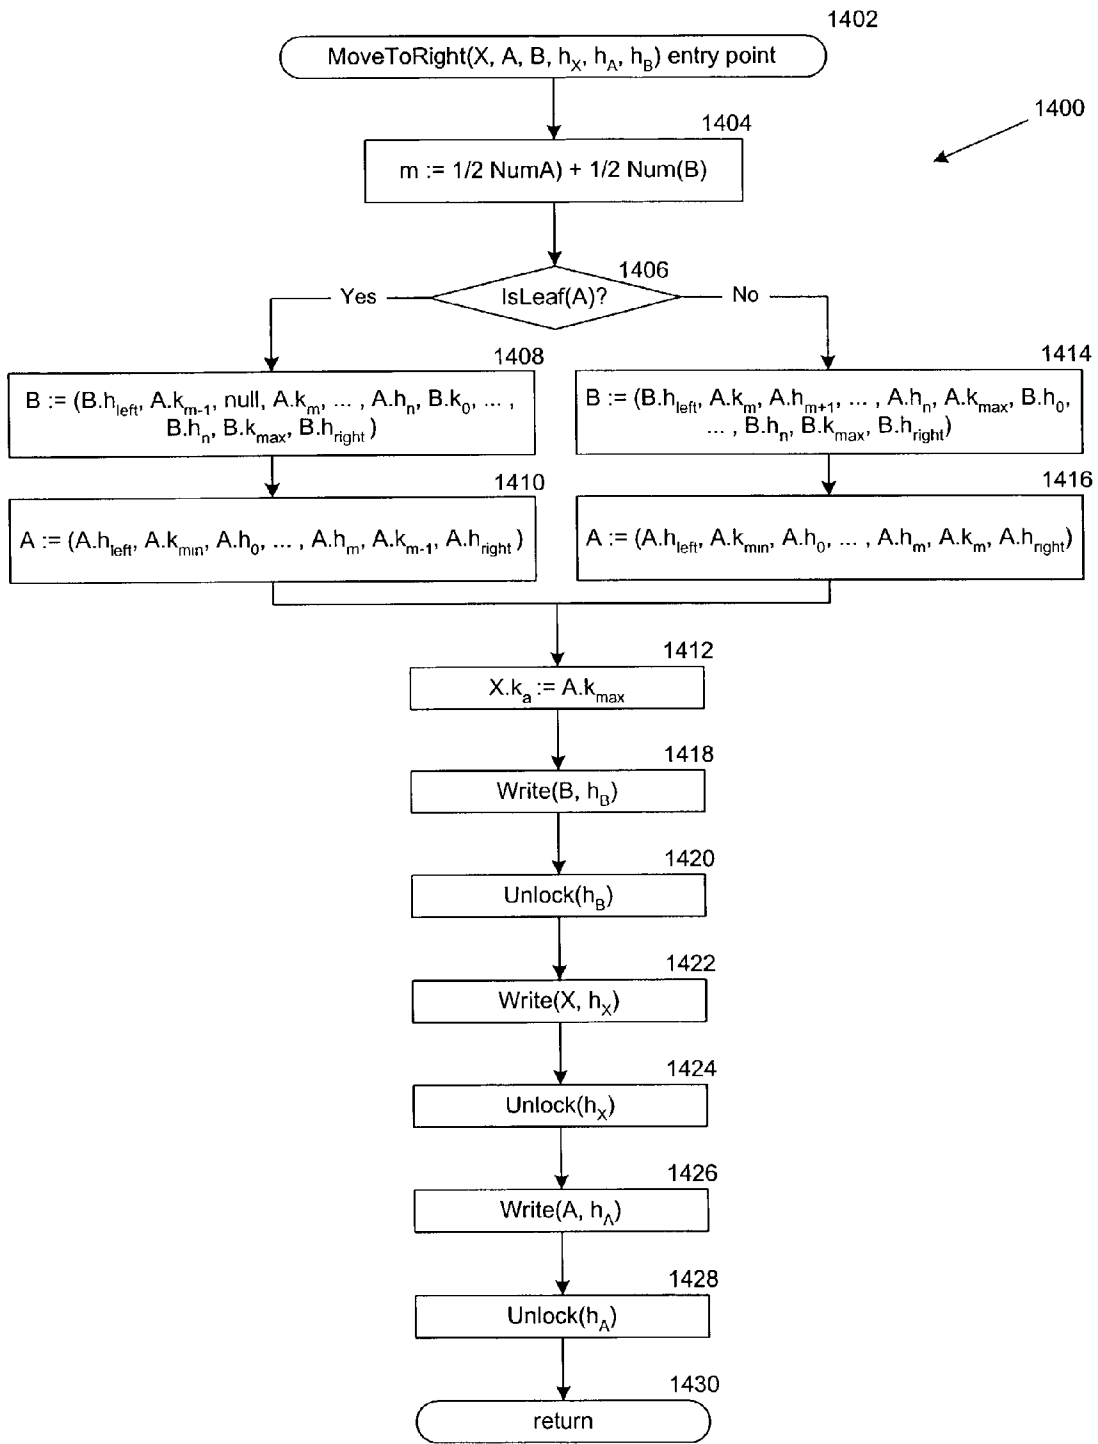 1402
MoveToRight(X, A, B, hX, hA, hB) entry point
1400
1404
m := 1/2 NumA) + 1/2 Num(B)
1406
IsLeaf(A)?
Yes
No
1408
B := (B.hleft, A.km-1, null, A.km, ... , A.hn, B.k0, ... ,
B.hn, B.kmax, B.hright)
1414
B := (B.hleft, A.km, A.hm+1, ... , A.hn, A.kmax, B.h0,
... , B.hn, B.kmax, B.hright)
1410
A := (A.hleft, A.kmin, A.h0, ... , A.hm, A.km-1, A.hright)
1416
A := (A.hleft, A.kmin, A.h0, ... , A.hm, A.km, A.hright)
1412
X.ka := A.kmax
1418
Write(B, hB)
1420
Unlock(hB)
1422
Write(X, hX)
1424
Unlock(hX)
1426
Write(A, hA)
1428
Unlock(hA)
1430
return